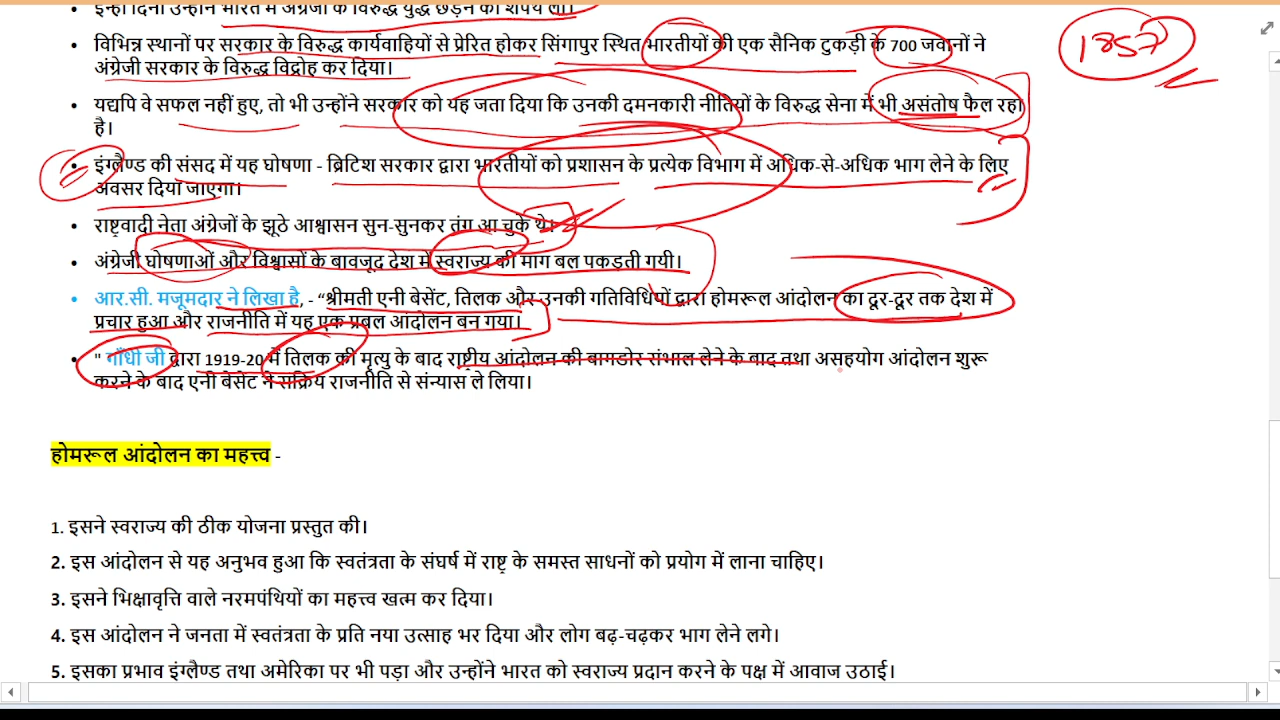 • इन्हीं दिनों उन्होंने भारत में अंग्रेजों के विरुद्ध युद्ध छेड़ने की शपथ ली।
1857
• विभिन्न स्थानों पर सरकार के विरुद्ध कार्यवाहियों से प्रेरित होकर सिंगापुर स्थित भारतीयों की एक सैनिक टुकड़ी के 700 जवानों ने
अंग्रेजी सरकार के विरुद्ध विद्रोह कर दिया।
• यद्यपि वे सफल नहीं हुए, तो भी उन्होंने सरकार को यह जता दिया कि उनकी दमनकारी नीतियों के विरुद्ध सेना में भी असंतोष फैल रहा
है।
• इंग्लैण्ड की संसद में यह घोषणा - ब्रिटिश सरकार द्वारा भारतीयों को प्रशासन के प्रत्येक विभाग में अधिक-से-अधिक भाग लेने के लिए
अवसर दिया जाएगा।
• राष्ट्रवादी नेता अंग्रेजों के झूठे आश्वासन सुन-सुनकर तंग आ चुके थे।
• अंग्रेजी घोषणाओं और विश्वासों के बावजूद देश में स्वराज्य की माग बल पकड़ती गयी।
• आर.सी. मजूमदार ने लिखा है, - “श्रीमती एनी बेसेंट, तिलक और उनकी गतिविधियों द्वारा होमरूल आंदोलन का दूर-दूर तक देश में
प्रचार हुआ और राजनीति में यह एक प्रबल आंदोलन बन गया।
• " गाँधी जी द्वारा 1919-20 में तिलक की मृत्यु के बाद राष्ट्रीय आंदोलन की बामडोर संभाल लेने के बाद तथा असहयोग आंदोलन शुरू
करने के बाद एनी बेसेंट ने सक्रिय राजनीति से संन्यास ले लिया।
होमरूल आंदोलन का महत्त्व -
1. इसने स्वराज्य की ठीक योजना प्रस्तुत की।
2. इस आंदोलन से यह अनुभव हुआ कि स्वतंत्रता के संघर्ष में राष्ट्र के समस्त साधनों को प्रयोग में लाना चाहिए।
3. इसने भिक्षावृत्ति वाले नरमपंथियों का महत्त्व खत्म कर दिया।
4. इस आंदोलन ने जनता में स्वतंत्रता के प्रति नया उत्साह भर दिया और लोग बढ़-चढ़कर भाग लेने लगे।
5. इसका प्रभाव इंग्लैण्ड तथा अमेरिका पर भी पड़ा और उन्होंने भारत को स्वराज्य प्रदान करने के पक्ष में आवाज उठाई।